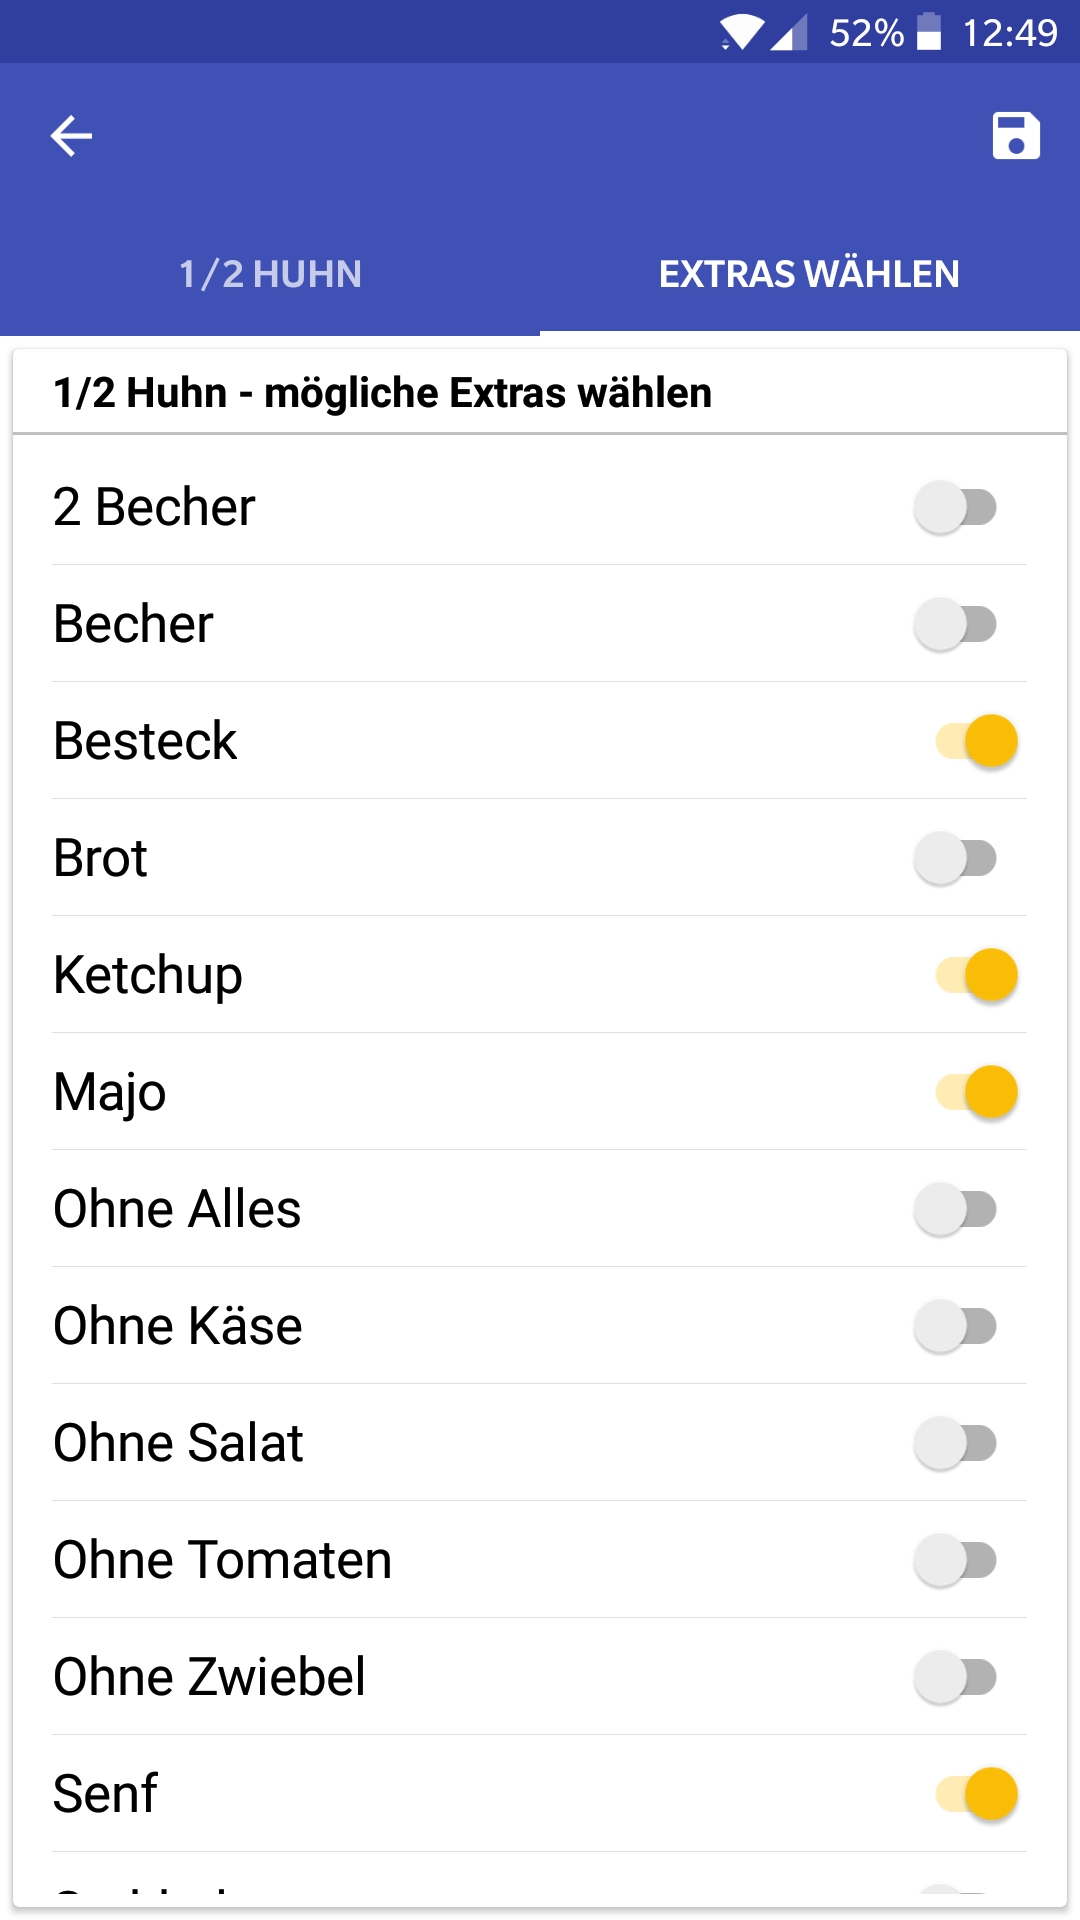 52% 12:49
1/2 HUHN EXTRAS WÄHLEN
1/2 Huhn - mögliche Extras wählen
2 Becher
Becher
Besteck
Brot
Ketchup
Majo
Ohne Alles
Ohne Käse
Ohne Salat
Ohne Tomaten
Ohne Zwiebel
Senf